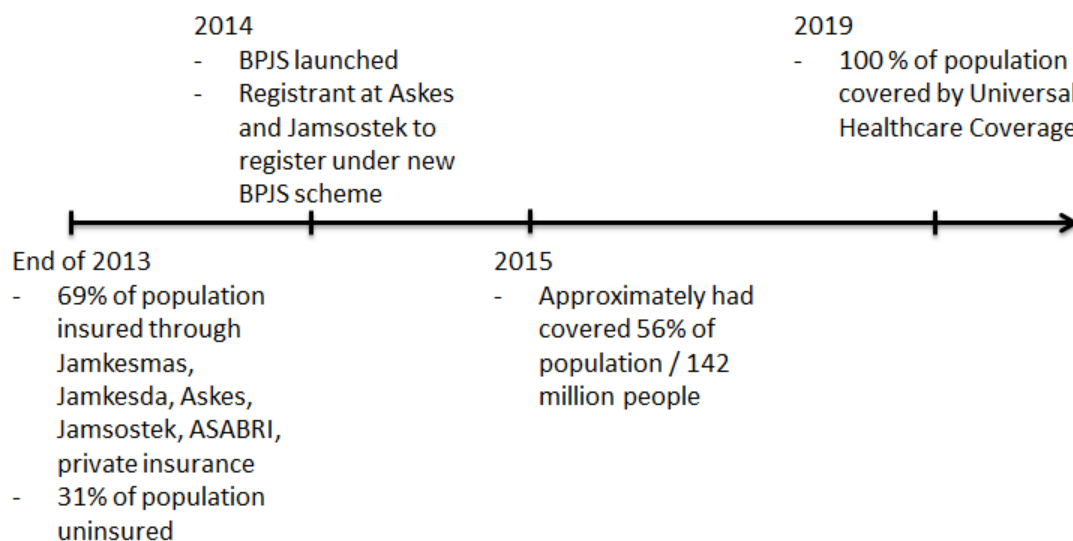 2014
- BPJS launched
- Registrant at Askes
and Jamsostek to
register under new
BPJS scheme
2019
- 100 % of population
covered by Universal
Healthcare Coverage
End of 2013
- 69% of population
insured through
Jamkesmas,
Jamkesda, Askes,
Jamsostek, ASABRI,
private insurance
- 31% of population
uninsured
2015
- Approximately had
covered 56% of
population / 142
million people